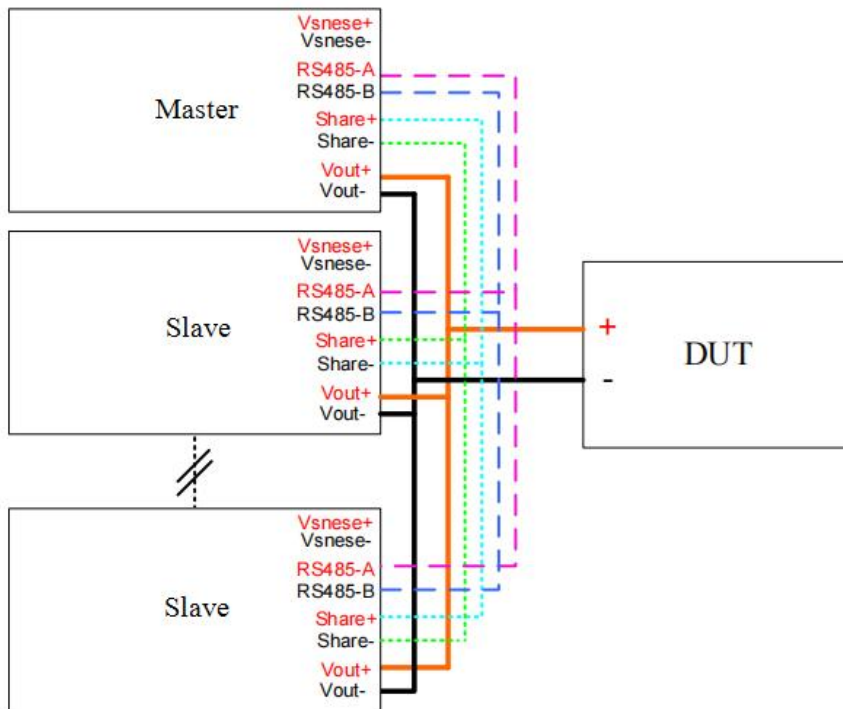 Vsnese+
Vsnese-
RS485-A
RS485-B
Master
Share+
Share-
Vout+
Vout-
Vsnese+
Vsnese-
RS485-A
RS485-B
Slave
Share+
Share-
Vout+
Vout-
+
DUT
-
Vsnese+
Vsnese-
RS485-A
RS485-B
Slave
Share+
Share-
Vout+
Vout-